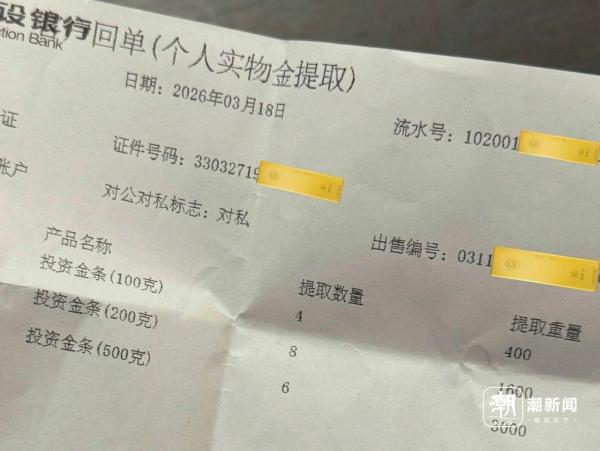 设银行回单(个人实物金提取)
ction Bank
日期：2026年03月18日
流水号：102001
证
证件号码：33032719
账户
对公对私标志：对私
出售编号：0311
产品名称
提取数量
提取重量
投资金条(100克)
4
400
投资金条(200克)
8
1600
投资金条(500克)
6
3000
潮新闻